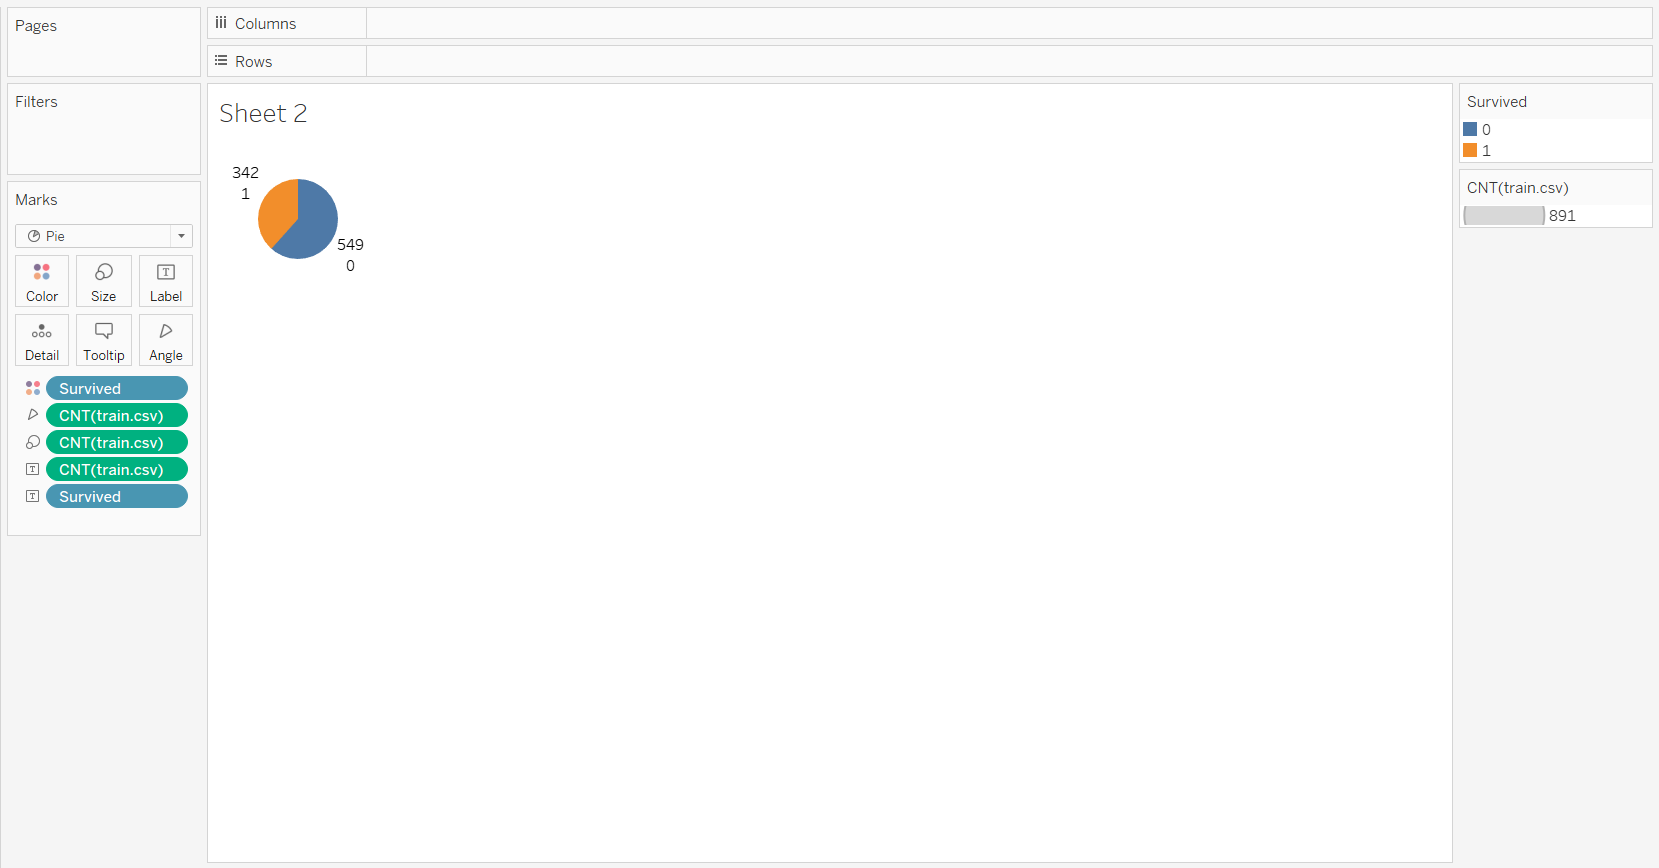 Pages
Columns
Rows
Filters
Marks
Pie
Color
Size
Label
Detail
Tooltip
Angle
Survived
CNT(train.csv)
CNT(train.csv)
CNT(train.csv)
Survived
Sheet 2
342
1
549
0
Survived
0
1
CNT(train.csv)
891